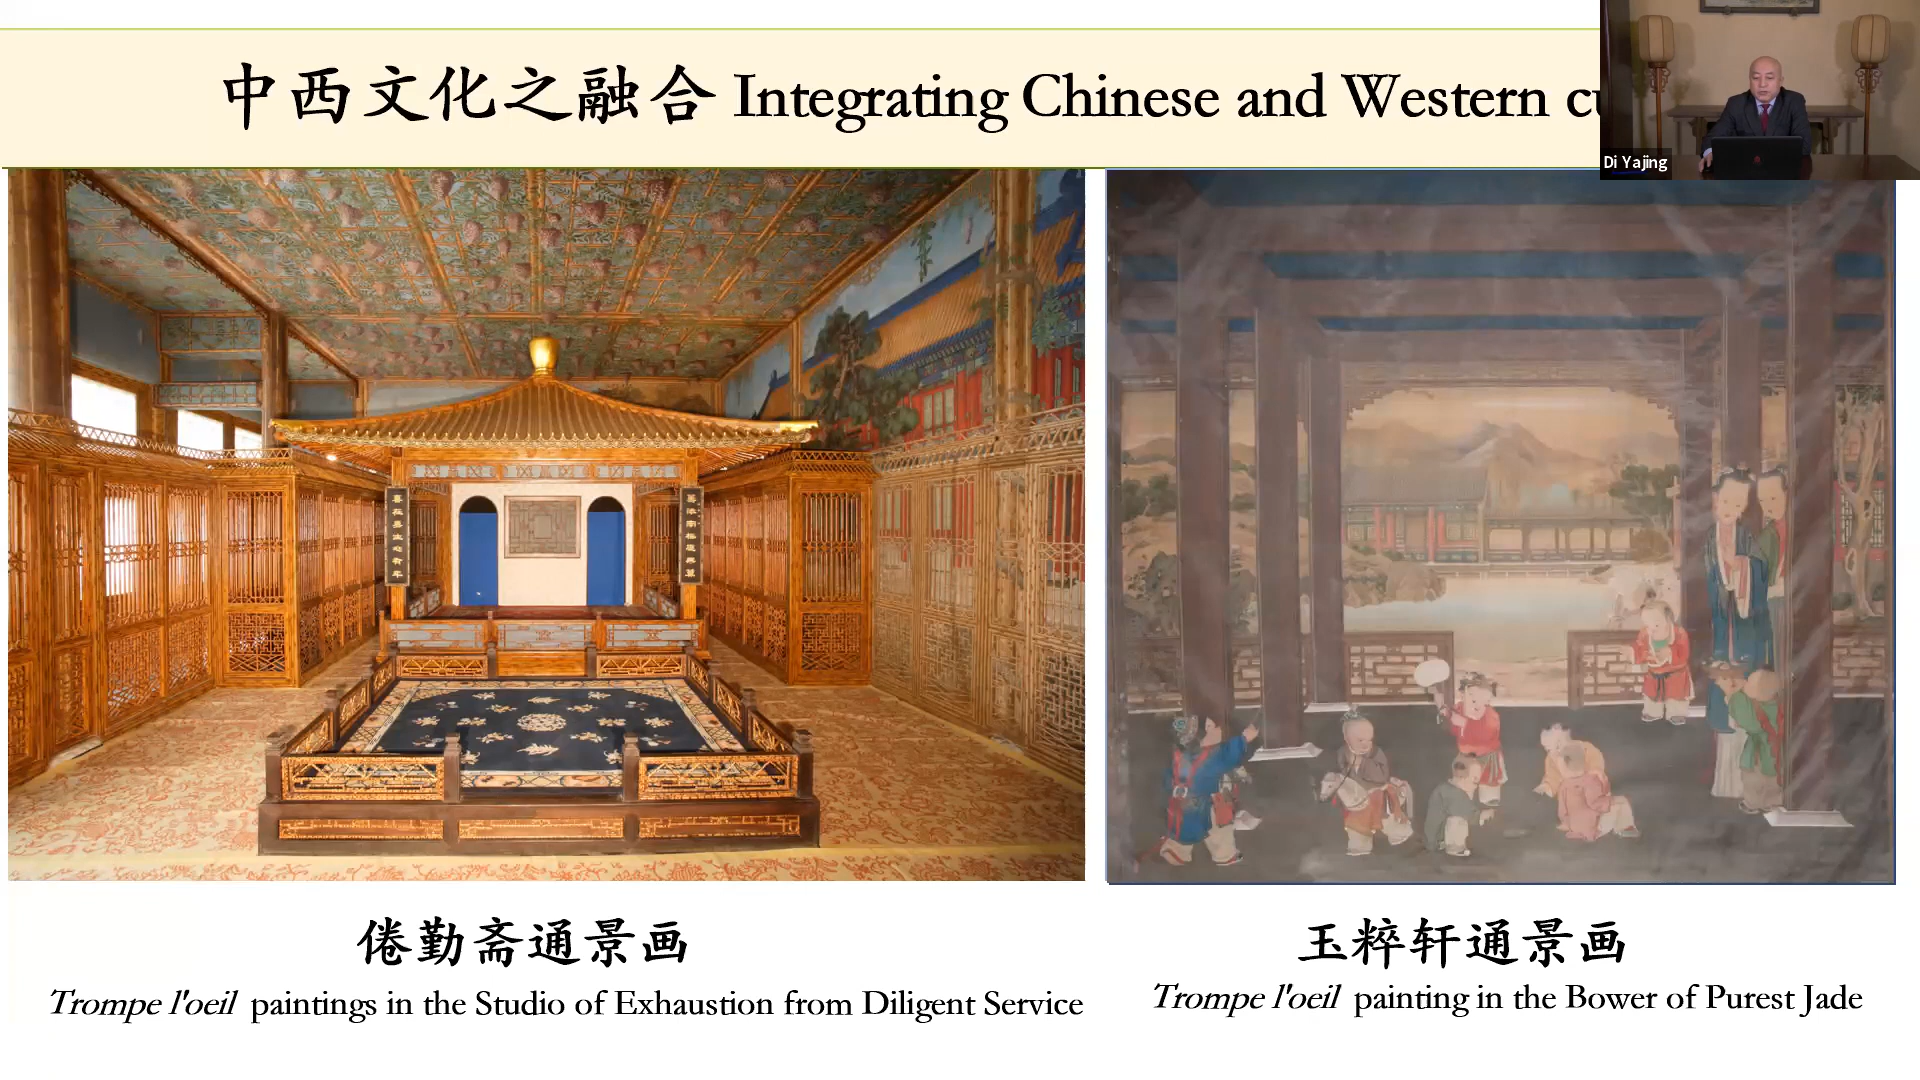 中西文化之融合 Integrating Chinese and Western
Di Yajing
倦勤斋通景画
Trompe l'oeil paintings in the Studio of Exhaustion from Diligent Service
玉粹轩通景画
Trompe l'oeil painting in the Bower of Purest Jade